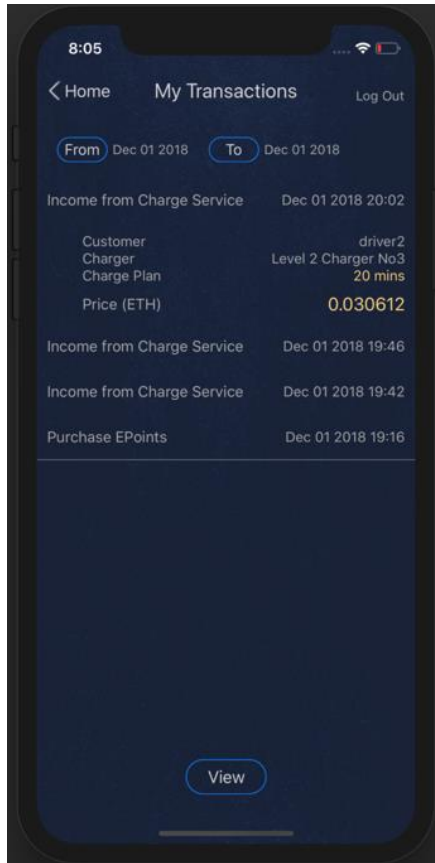 8:05
Home My Transactions Log Out
From Dec 01 2018 To Dec 01 2018
Income from Charge Service Dec 01 2018 20:02
Customer driver2
Charger Level 2 Charger No3
Charge Plan 20 mins
Price (ETH) 0.030612
Income from Charge Service Dec 01 2018 19:46
Income from Charge Service Dec 01 2018 19:42
Purchase EPoints Dec 01 2018 19:16
View